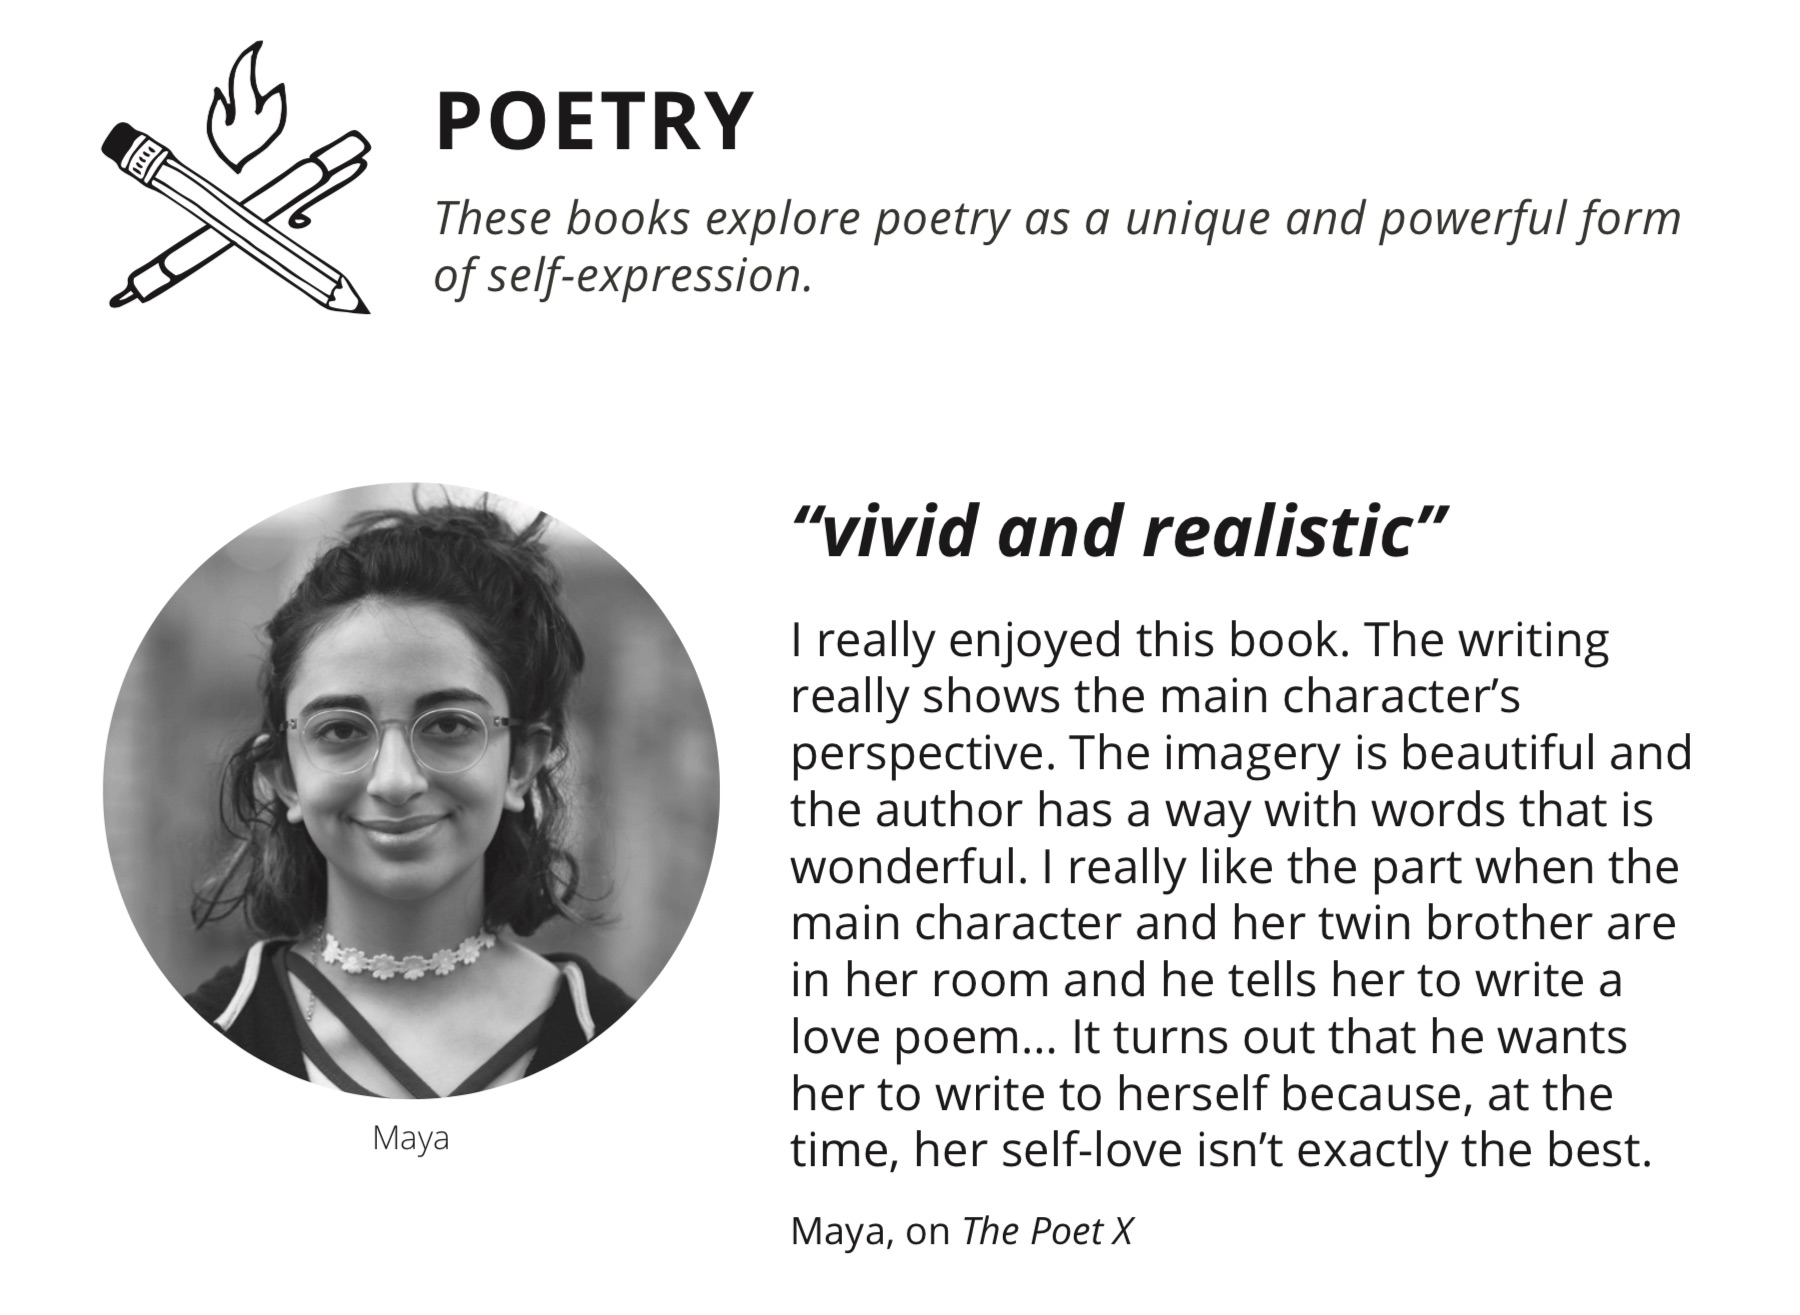 POETRY
These books explore poetry as a unique and powerful form
of self-expression.
“vivid and realistic”
I really enjoyed this book. The writing
really shows the main character’s
perspective. The imagery is beautiful and
the author has a way with words that is
wonderful. I really like the part when the
main character and her twin brother are
in her room and he tells her to write a
love poem... It turns out that he wants
her to write to herself because, at the
time, her self-love isn’t exactly the best.
Maya, on The Poet X
Maya